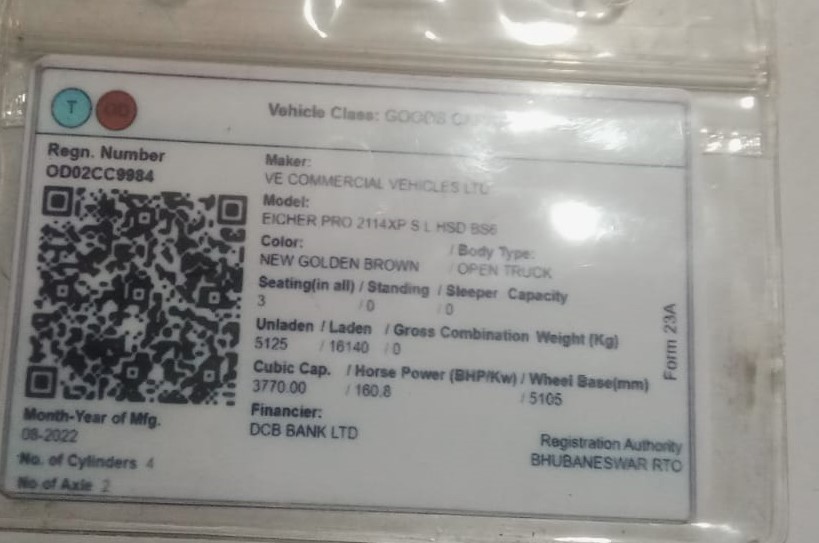 T OD
Vehicle Class: GOODS
Regn. Number
OD02CC9984
Maker:
VE COMMERCIAL VEHICLES LTD
Model:
EICHER PRO 2114XP S L HSD BS6
Color: / Body Type:
NEW GOLDEN BROWN / OPEN TRUCK
Seating(in all) / Standing / Sleeper Capacity
3 / 0 / 0
Unladen / Laden / Gross Combination Weight (Kg)
5125 / 16140 / 0
Cubic Cap. / Horse Power (BHP/Kw) / Wheel Base(mm)
3770.00 / 160.8 / 5105
Financier:
DCB BANK LTD
Month-Year of Mfg.
08-2022
No. of Cylinders 4
No of Axle 2
Form 23A
Registration Authority
BHUBANESWAR RTO